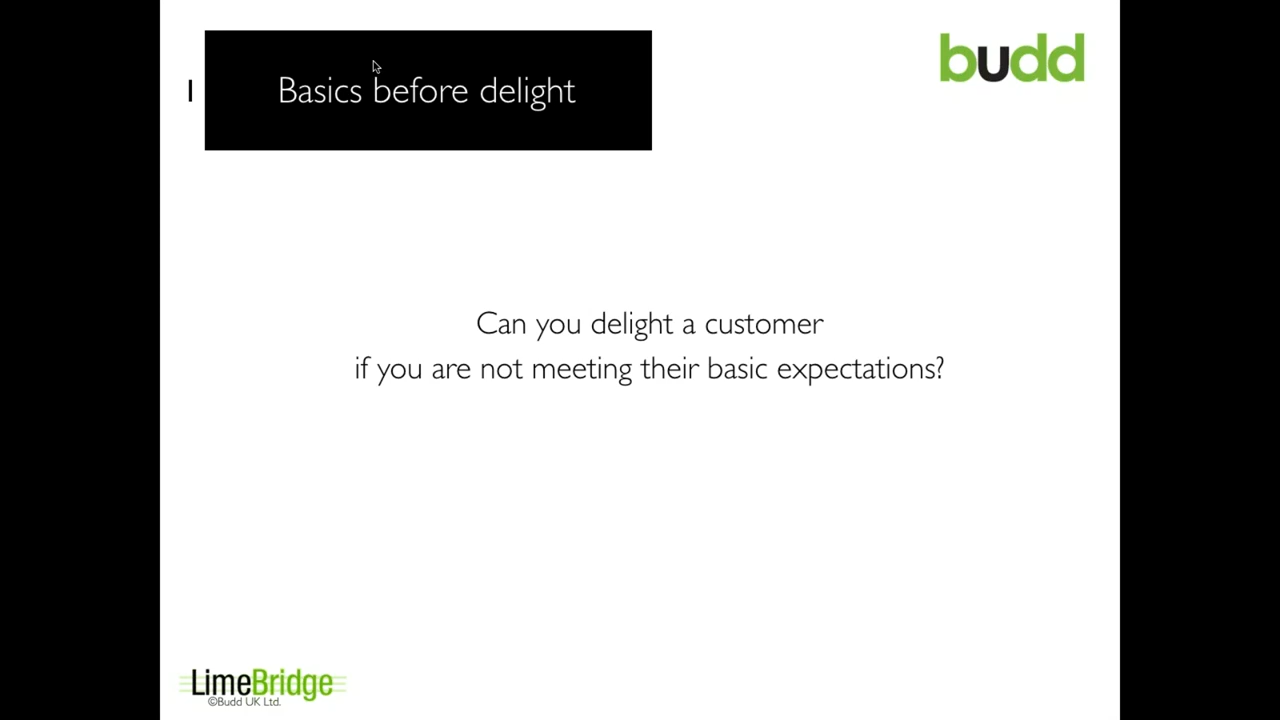 1
Basics before delight
budd
Can you delight a customer
if you are not meeting their basic expectations?
LimeBridge
©Budd UK Ltd.